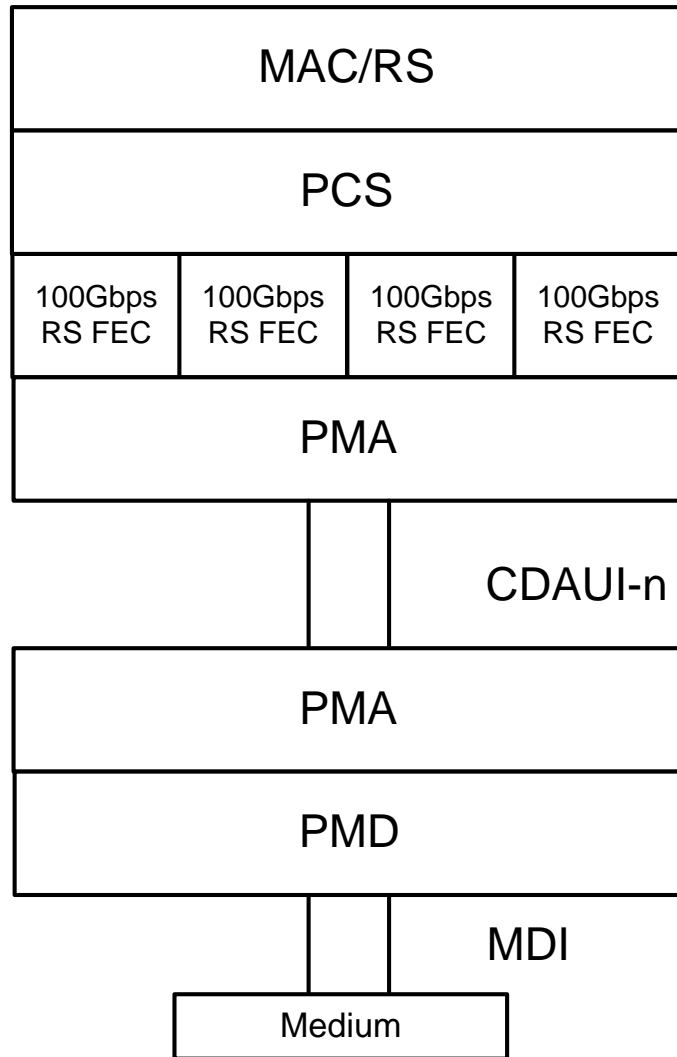 MAC/RS
PCS
100Gbps 100Gbps 100Gbps 100Gbps
RS FEC RS FEC RS FEC RS FEC
PMA
CDAUI-n
PMA
PMD
MDI
Medium